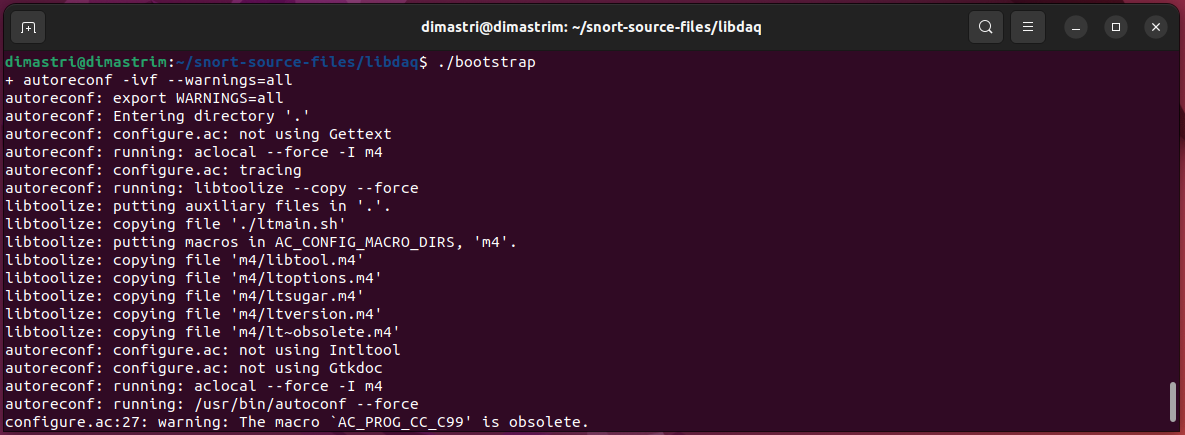 dimastri@dimastrim: ~/snort-source-files/libdaq
dimastri@dimastrim:~/snort-source-files/libdaq$ ./bootstrap
+ autoreconf -ivf --warnings=all
autoreconf: export WARNINGS=all
autoreconf: Entering directory '.'
autoreconf: configure.ac: not using Gettext
autoreconf: running: aclocal --force -I m4
autoreconf: configure.ac: tracing
autoreconf: running: libtoolize --copy --force
libtoolize: putting auxiliary files in '.'.
libtoolize: copying file './ltmain.sh'
libtoolize: putting macros in AC_CONFIG_MACRO_DIRS, 'm4'.
libtoolize: copying file 'm4/libtool.m4'
libtoolize: copying file 'm4/ltoptions.m4'
libtoolize: copying file 'm4/ltsugar.m4'
libtoolize: copying file 'm4/ltversion.m4'
libtoolize: copying file 'm4/lt~obsolete.m4'
autoreconf: configure.ac: not using Intltool
autoreconf: configure.ac: not using Gtkdoc
autoreconf: running: aclocal --force -I m4
autoreconf: running: /usr/bin/autoconf --force
configure.ac:27: warning: The macro `AC_PROG_CC_C99' is obsolete.